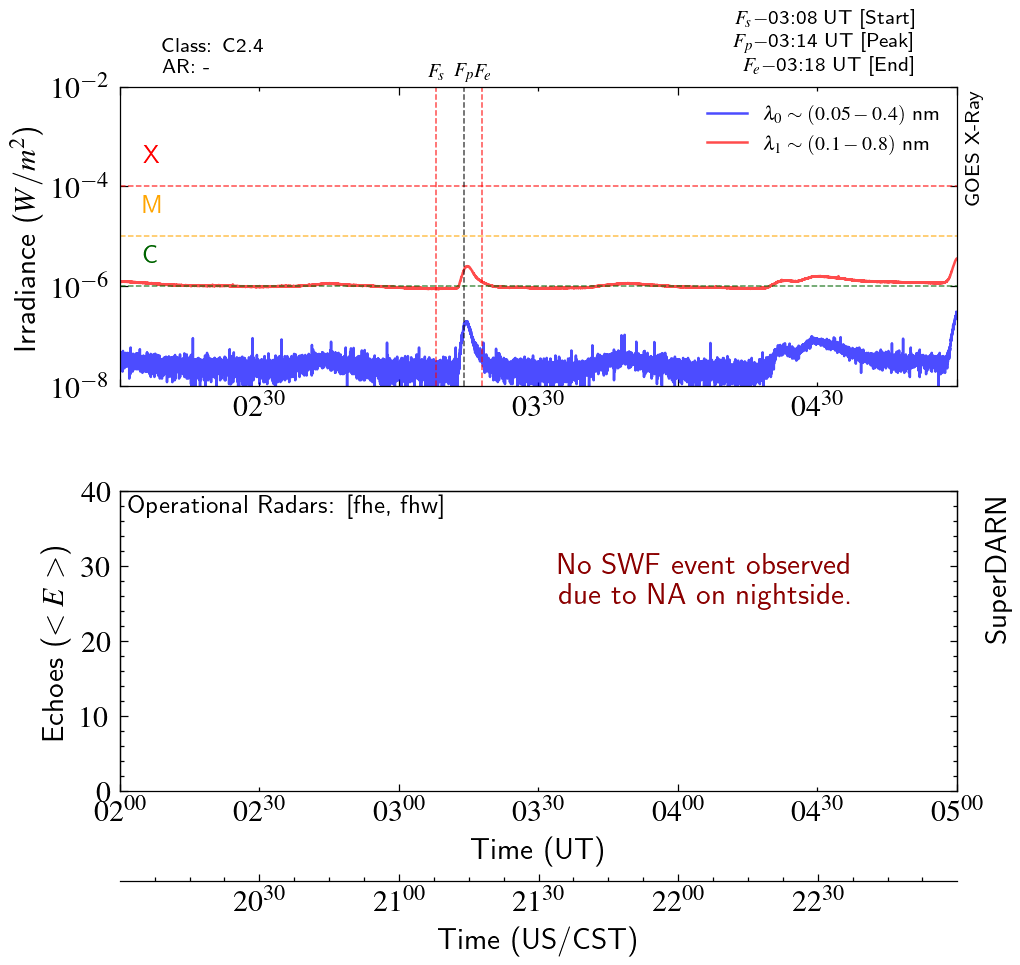 F_s−03:08 UT [Start]
Class: C2.4
F_p−03:14 UT [Peak]
AR: -
F_e−03:18 UT [End]
F_s F_p F_e
10^{-2}
10^{-4}
10^{-6}
10^{-8}
Irradiance (W/m^2)
X
M
C
λ_0 ∼ (0.05 − 0.4) nm
λ_1 ∼ (0.1 − 0.8) nm
GOES X-Ray
02^{30} 03^{30} 04^{30}
40
30
20
10
0
Echoes (< E >)
Operational Radars: [fhe, fhw]
No SWF event observed
due to NA on nightside.
SuperDARN
02^{00} 02^{30} 03^{00} 03^{30} 04^{00} 04^{30} 05^{00}
Time (UT)
20^{30} 21^{00} 21^{30} 22^{00} 22^{30}
Time (US/CST)